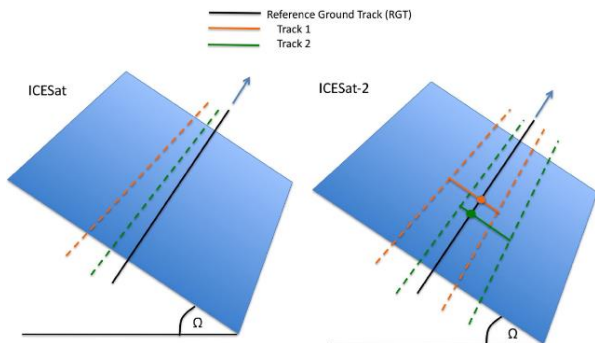 Reference Ground Track (RGT)
Track 1
Track 2
ICESat
ICESat-2
Ω
Ω